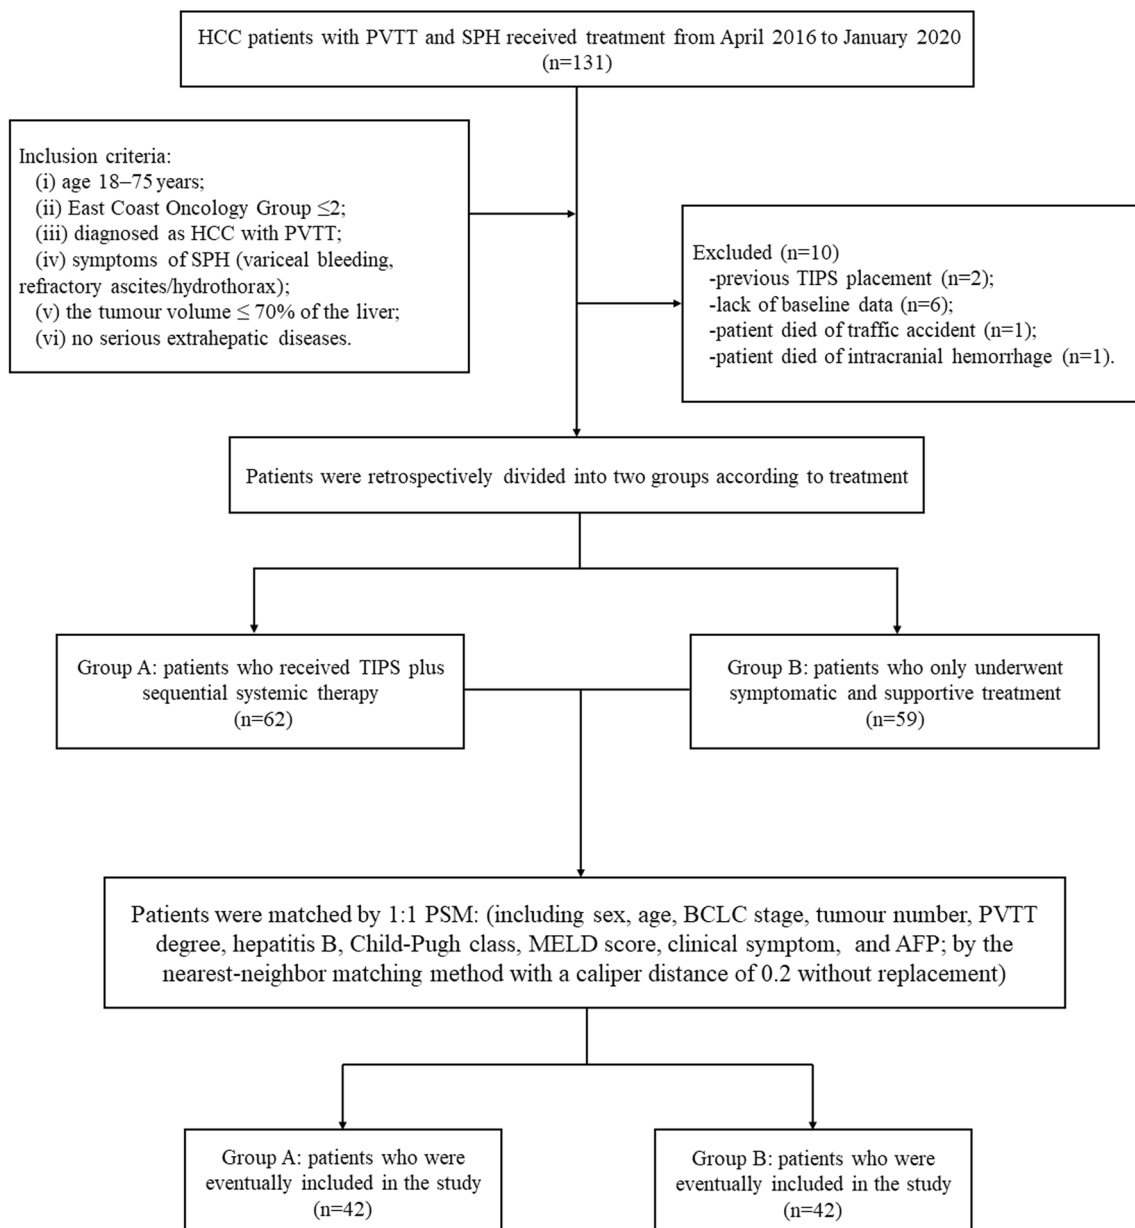 HCC patients with PVTT and SPH received treatment from April 2016 to January 2020
(n=131)
Inclusion criteria:
(i) age 18–75 years;
(ii) East Coast Oncology Group ≤2;
(iii) diagnosed as HCC with PVTT;
(iv) symptoms of SPH (variceal bleeding,
refractory ascites/hydrothorax);
(v) the tumour volume ≤ 70% of the liver;
(vi) no serious extrahepatic diseases.
Excluded (n=10)
-previous TIPS placement (n=2);
-lack of baseline data (n=6);
-patient died of traffic accident (n=1);
-patient died of intracranial hemorrhage (n=1).
Patients were retrospectively divided into two groups according to treatment
Group A: patients who received TIPS plus
sequential systemic therapy
(n=62)
Group B: patients who only underwent
symptomatic and supportive treatment
(n=59)
Patients were matched by 1:1 PSM: (including sex, age, BCLC stage, tumour number, PVTT
degree, hepatitis B, Child-Pugh class, MELD score, clinical symptom, and AFP; by the
nearest-neighbor matching method with a caliper distance of 0.2 without replacement)
Group A: patients who were
eventually included in the study
(n=42)
Group B: patients who were
eventually included in the study
(n=42)